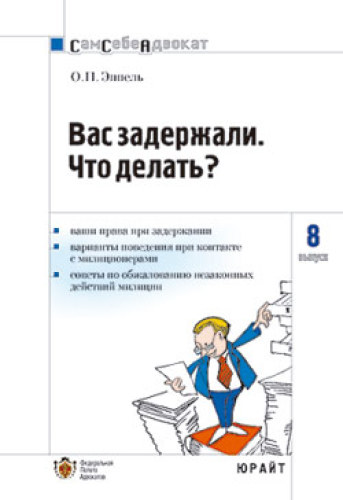 СамСебеАдвокат
О.П. Эппель
Вас задержали.
Что делать?
ваши права при задержании
варианты поведения при контакте
с милиционерами
советы по обжалованию незаконных
действий милиции
8
выпуск
Федеральная
Палата
Адвокатов
ЮРАЙТ